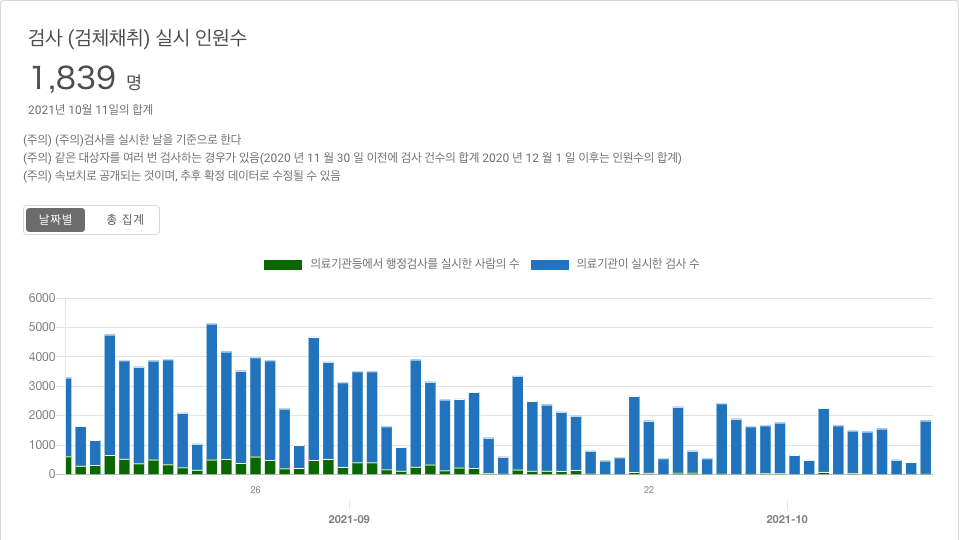 검사 (검체채취) 실시 인원수
1,839 명
2021년 10월 11일의 합계
(주의) (주의)검사를 실시한 날을 기준으로 한다
(주의) 같은 대상자를 여러 번 검사하는 경우가 있음(2020 년 11 월 30 일 이전에 검사 건수의 합계 2020 년 12 월 1 일 이후는 인원수의 합계)
(주의) 속보치로 공개되는 것이며, 추후 확정 데이터로 수정될 수 있음
날짜별 총 집계
의료기관등에서 행정검사를 실시한 사람의 수 의료기관이 실시한 검사 수
6000
5000
4000
3000
2000
1000
0
26 22
2021-09 2021-10